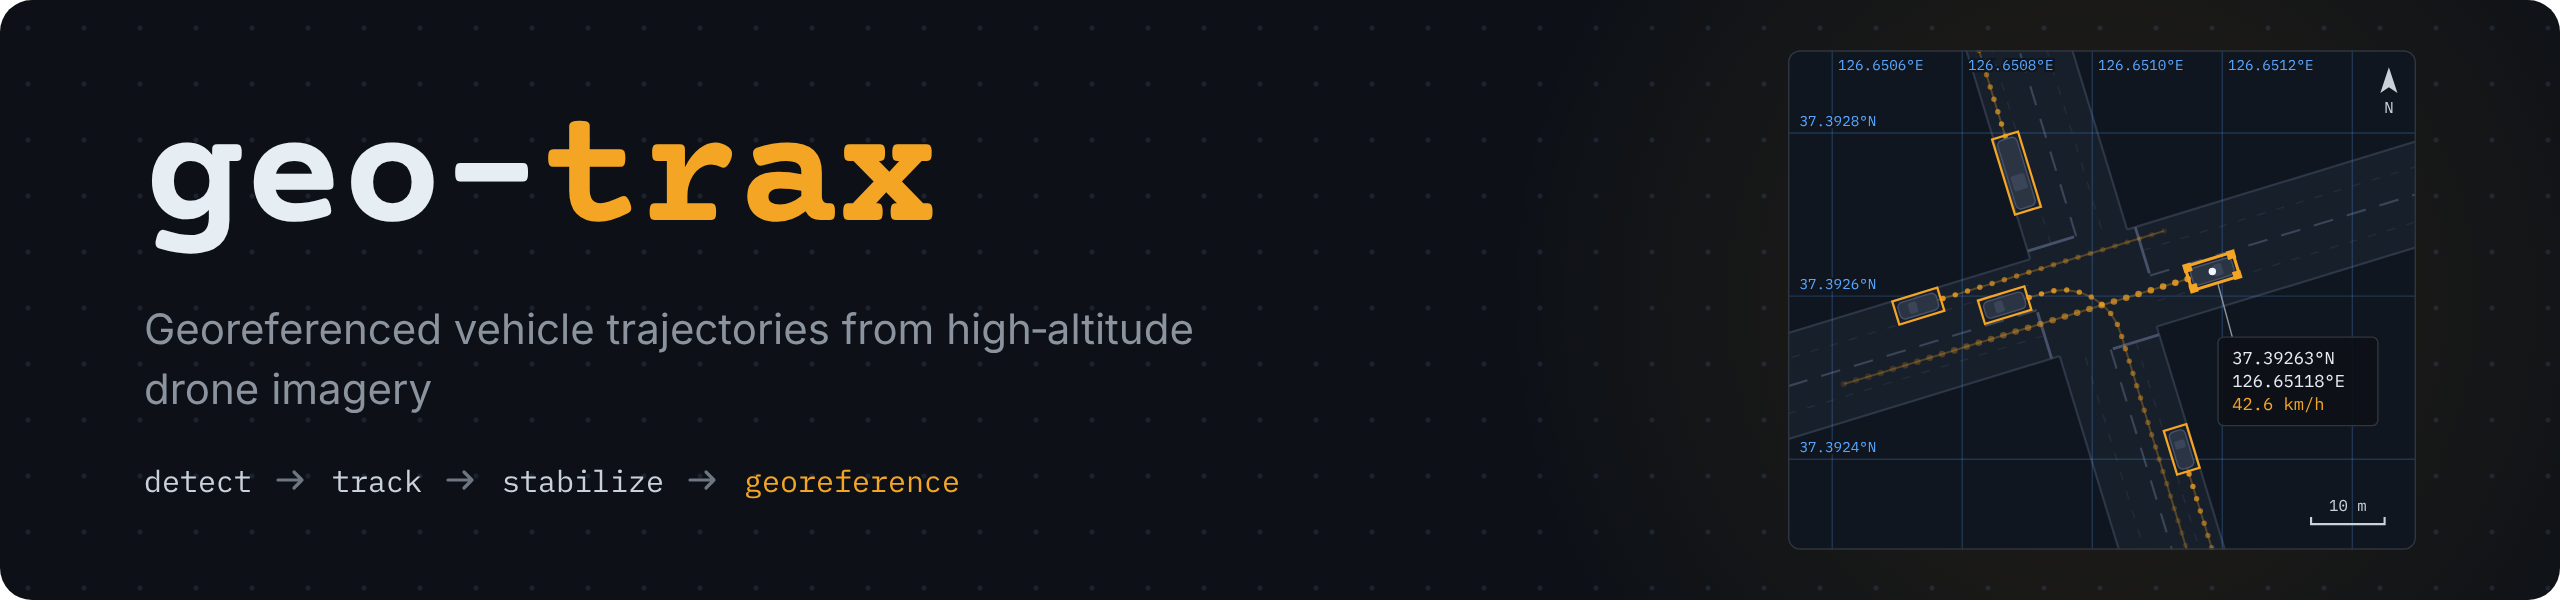 geo-trax
Georeferenced vehicle trajectories from high-altitude
drone imagery
detect → track → stabilize → georeference
126.6506°E 126.6508°E 126.6510°E 126.6512°E
N
37.3928°N
37.3926°N
37.39263°N
126.65118°E
42.6 km/h
37.3924°N
10 m